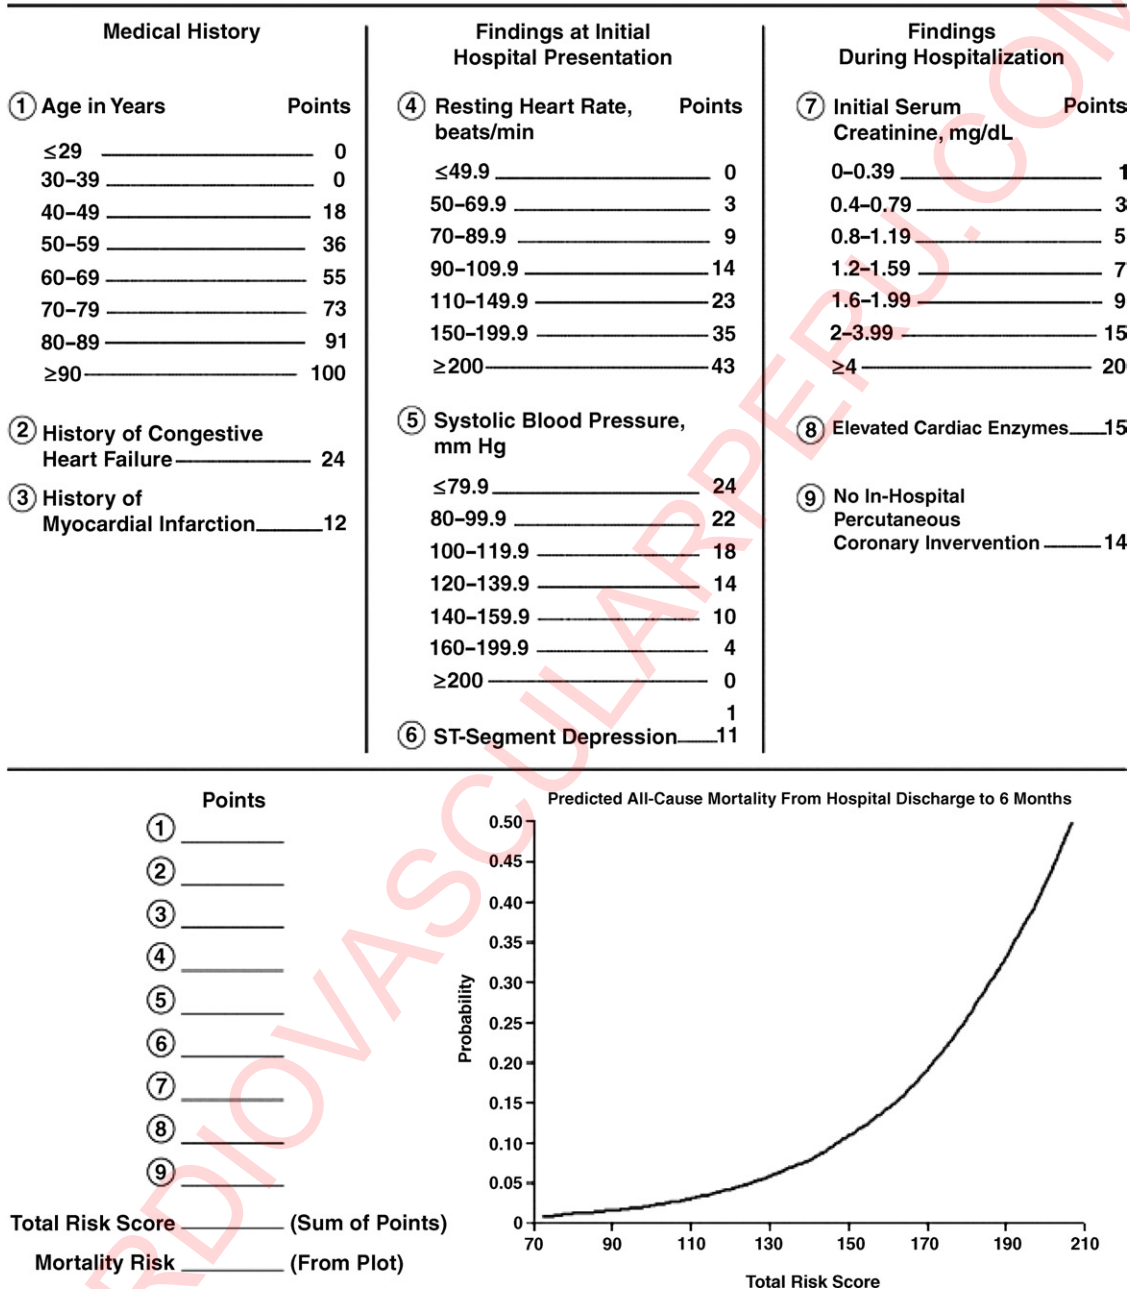 Medical History
① Age in Years Points
≤29 0
30–39 0
40–49 18
50–59 36
60–69 55
70–79 73
80–89 91
≥90 100
② History of Congestive
Heart Failure 24
③ History of
Myocardial Infarction 12
Findings at Initial
Hospital Presentation
④ Resting Heart Rate, Points
beats/min
≤49.9 0
50–69.9 3
70–89.9 9
90–109.9 14
110–149.9 23
150–199.9 35
≥200 43
⑤ Systolic Blood Pressure,
mm Hg
≤79.9 24
80–99.9 22
100–119.9 18
120–139.9 14
140–159.9 10
160–199.9 4
≥200 0
1
⑥ ST-Segment Depression 11
Findings
During Hospitalization
⑦ Initial Serum Points
Creatinine, mg/dL
0–0.39 1
0.4–0.79 3
0.8–1.19 5
1.2–1.59 7
1.6–1.99 9
2–3.99 15
≥4 20
⑧ Elevated Cardiac Enzymes 15
⑨ No In-Hospital
Percutaneous
Coronary Invervention 14
Points
①
②
③
④
⑤
⑥
⑦
⑧
⑨
Total Risk Score (Sum of Points)
Mortality Risk (From Plot)
Predicted All-Cause Mortality From Hospital Discharge to 6 Months
Probability
0.50
0.45
0.40
0.35
0.30
0.25
0.20
0.15
0.10
0.05
0
70 90 110 130 150 170 190 210
Total Risk Score
RDIOVASCULARPERU.COM